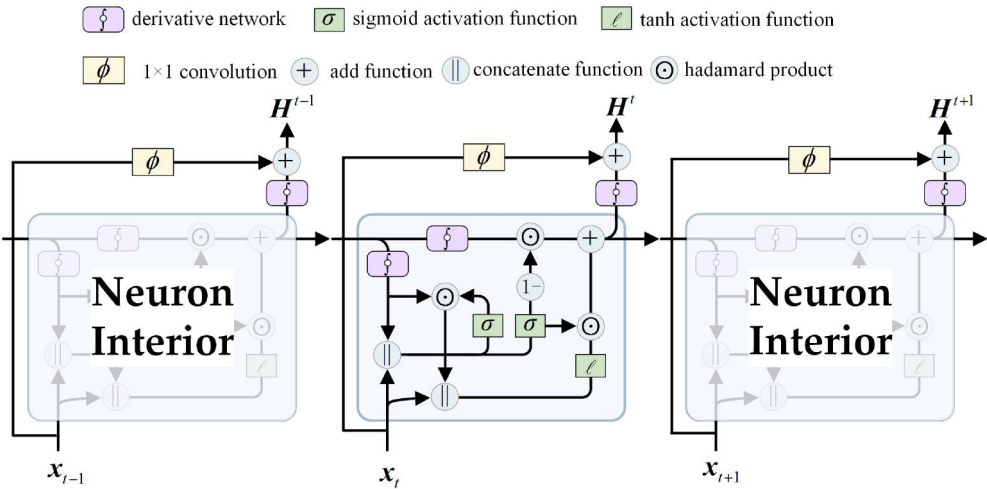 ∮ derivative network σ sigmoid activation function ℓ tanh activation function
ϕ 1×1 convolution + add function || concatenate function ⊙ hadamard product
H^{t-1} H^t H^{t+1}
ϕ + ϕ + ϕ +
∮ ∮ ∮
∮ ⊙ + ∮ ⊙ + ∮ ⊙ +
∮ ∮ ∮
1−
Neuron ⊙ Neuron
Interior σ σ ⊙ Interior
|| || ||
ℓ ℓ ℓ
|| || ||
x_{t-1} x_t x_{t+1}